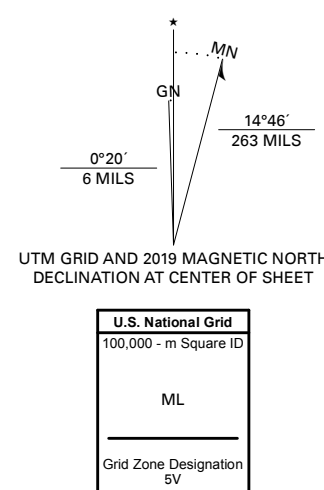 ★
MN
GN
14°46´
263 MILS
0°20´
6 MILS
UTM GRID AND 2019 MAGNETIC NORTH
DECLINATION AT CENTER OF SHEET
U.S. National Grid
100,000 - m Square ID
ML
Grid Zone Designation
5V